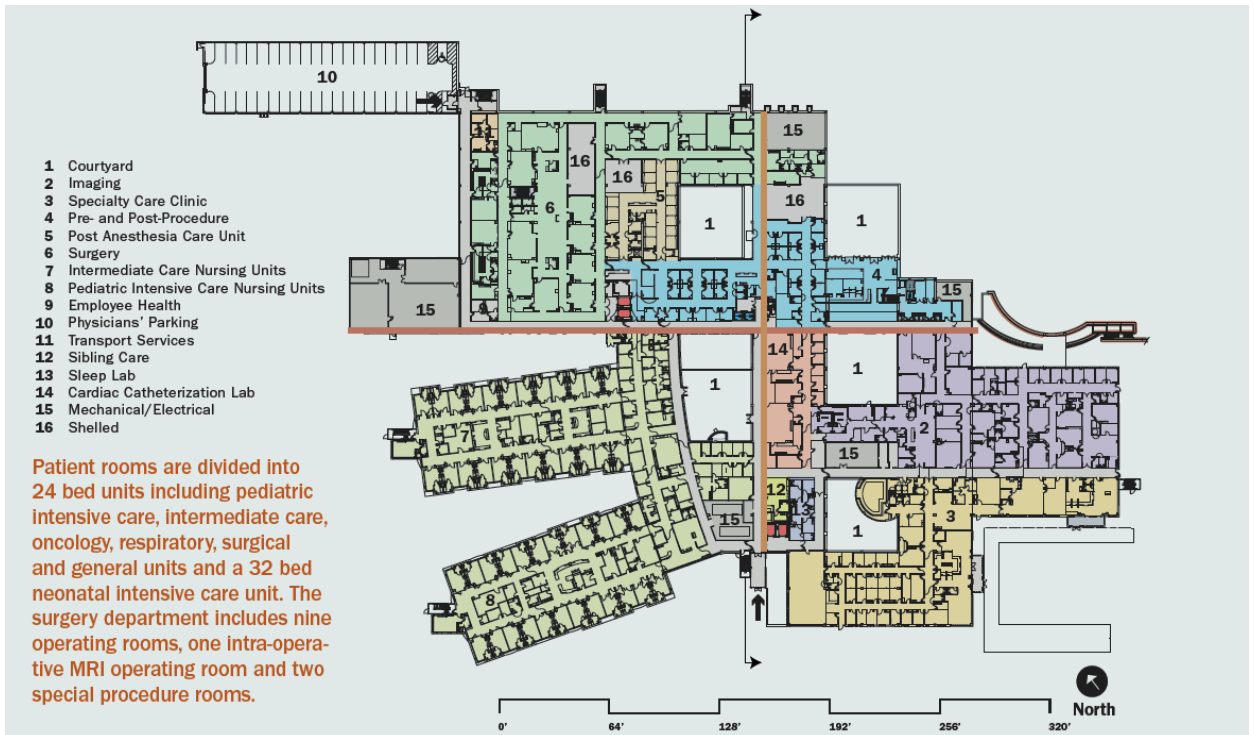 10
11
15
16
16
5
6
16
1
1
4
15
15
9
1 Courtyard
2 Imaging
3 Specialty Care Clinic
4 Pre- and Post-Procedure
5 Post Anesthesia Care Unit
6 Surgery
7 Intermediate Care Nursing Units
8 Pediatric Intensive Care Nursing Units
9 Employee Health
10 Physicians' Parking
11 Transport Services
12 Sibling Care
13 Sleep Lab
14 Cardiac Catheterization Lab
15 Mechanical/Electrical
16 Shelled
14
1
1
7
2
15
12
13
15
3
1
8
Patient rooms are divided into
24 bed units including pediatric
intensive care, intermediate care,
oncology, respiratory, surgical
and general units and a 32 bed
neonatal intensive care unit. The
surgery department includes nine
operating rooms, one intra-opera-
tive MRI operating room and two
special procedure rooms.
North
0' 64' 128' 192' 256' 320'